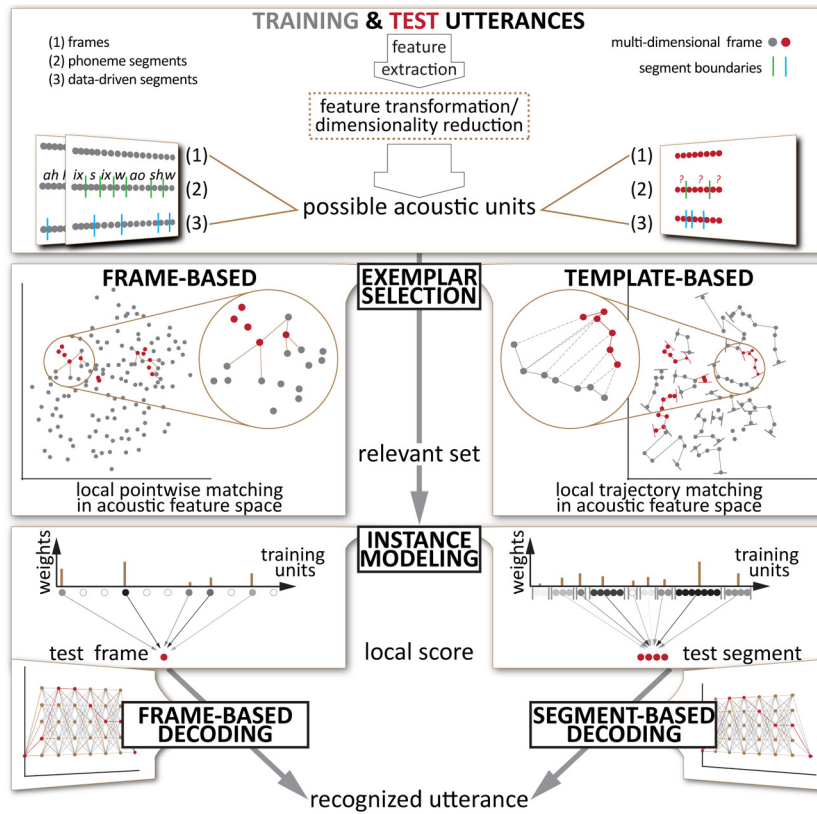 TRAINING & TEST UTTERANCES
(1) frames
(2) phoneme segments
(3) data-driven segments
feature
extraction
multi-dimensional frame
segment boundaries
feature transformation/
dimensionality reduction
(1)
ah ix s ix w ao sh w
(2)
(3)
possible acoustic units
(1)
? ? ?
(2)
(3)
FRAME-BASED
EXEMPLAR
SELECTION
TEMPLATE-BASED
relevant set
local pointwise matching
in acoustic feature space
local trajectory matching
in acoustic feature space
INSTANCE
MODELING
weights
training
units
weights
training
units
test frame
local score
test segment
FRAME-BASED
DECODING
SEGMENT-BASED
DECODING
recognized utterance